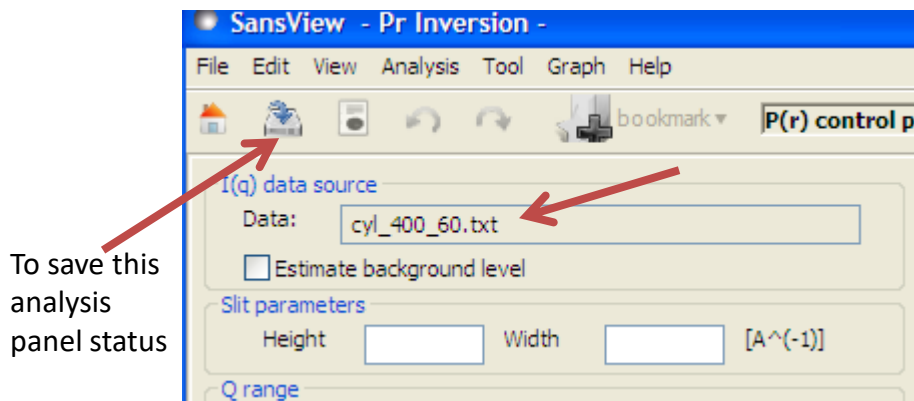 SansView - Pr Inversion -
File Edit View Analysis Tool Graph Help
bookmark P(r) control p
I(q) data source
Data: cyl_400_60.txt
Estimate background level
To save this
analysis
panel status
Slit parameters
Height Width [A^(-1)]
Q range